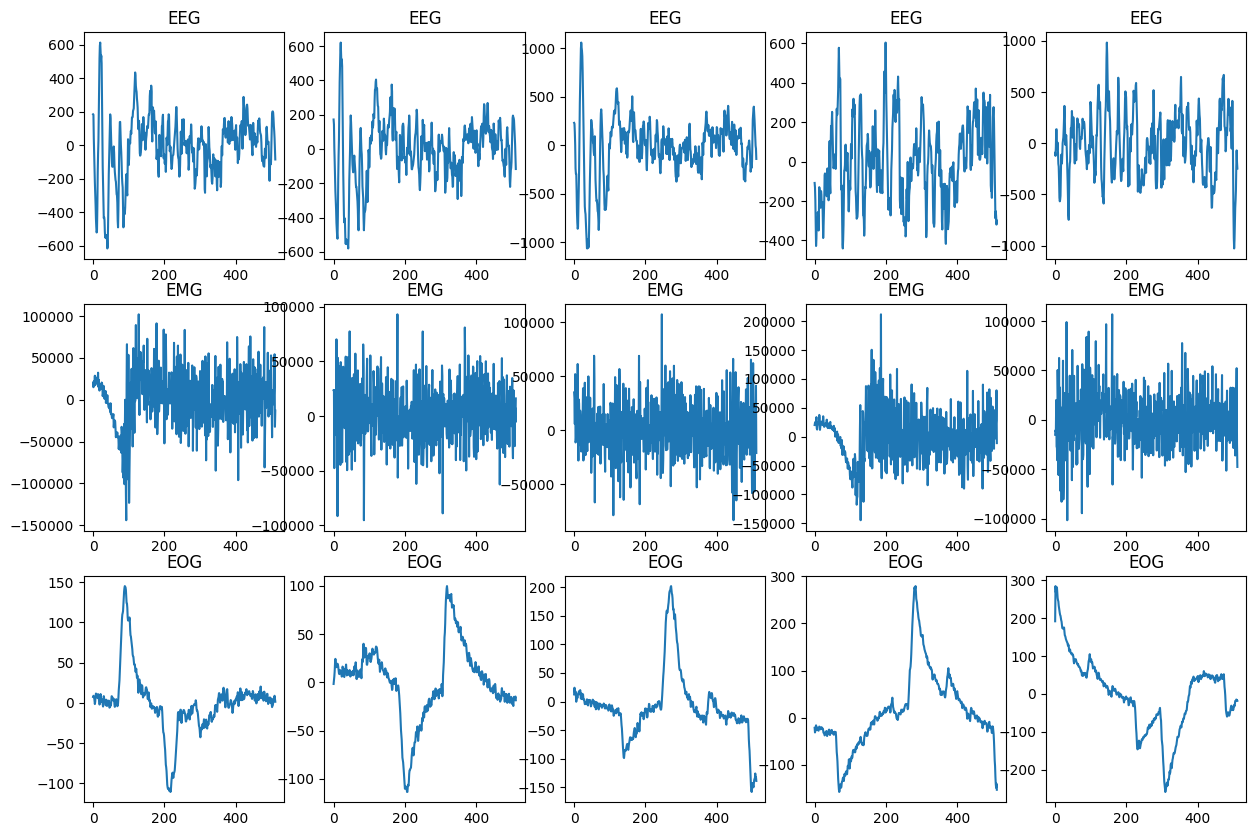 EEG EEG EEG EEG EEG
600 400 200 0 −200 −400 −600
600 400 200 0 −200 −400 −600
1000 500 0 −500 −1000
600 400 200 0 −200 −400
1000 500 0 −500
0 200 400 0 200 400 0 200 400 0 200 400 0 200 400
EMG EMG EMG EMG EMG
100000 50000 0 −50000 −100000 −150000
100000 50000 0 −50000 −100000
100000 50000 0 −50000
200000 150000 100000 50000 0 −50000 −100000 −150000
100000 50000 0 −50000 −100000
0 200 400 0 200 400 0 200 400 0 200 400 0 200 400
EOG EOG EOG EOG EOG
150 100 50 0 −50 −100
100 50 0 −50 −100
200 150 100 50 0 −50 −100 −150
300 200 100 0 −100
300 200 100 0 −100 −200
0 200 400 0 200 400 0 200 400 0 200 400 0 200 400